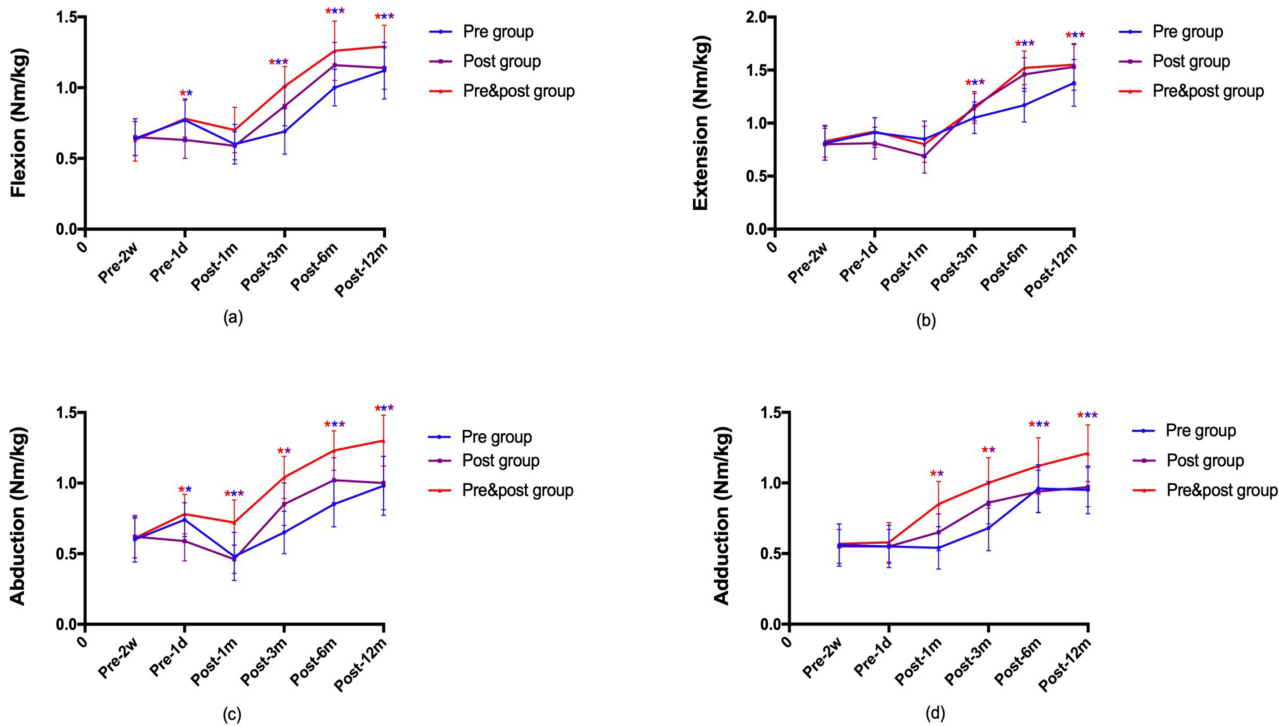 Flexion (Nm/kg)
1.5
1.0
0.5
0.0
0
Pre-2w
Pre-1d
Post-1m
Post-3m
Post-6m
Post-12m
**
***
***
***
Pre group
Post group
Pre&post group
(a)
Extension (Nm/kg)
2.0
1.5
1.0
0.5
0.0
0
Pre-2w
Pre-1d
Post-1m
Post-3m
Post-6m
Post-12m
***
***
***
Pre group
Post group
Pre&post group
(b)
Abduction (Nm/kg)
1.5
1.0
0.5
0.0
0
Pre-2w
Pre-1d
Post-1m
Post-3m
Post-6m
Post-12m
**
***
**
***
***
Pre group
Post group
Pre&post group
(c)
Adduction (Nm/kg)
1.5
1.0
0.5
0.0
0
Pre-2w
Pre-1d
Post-1m
Post-3m
Post-6m
Post-12m
**
**
***
***
Pre group
Post group
Pre&post group
(d)